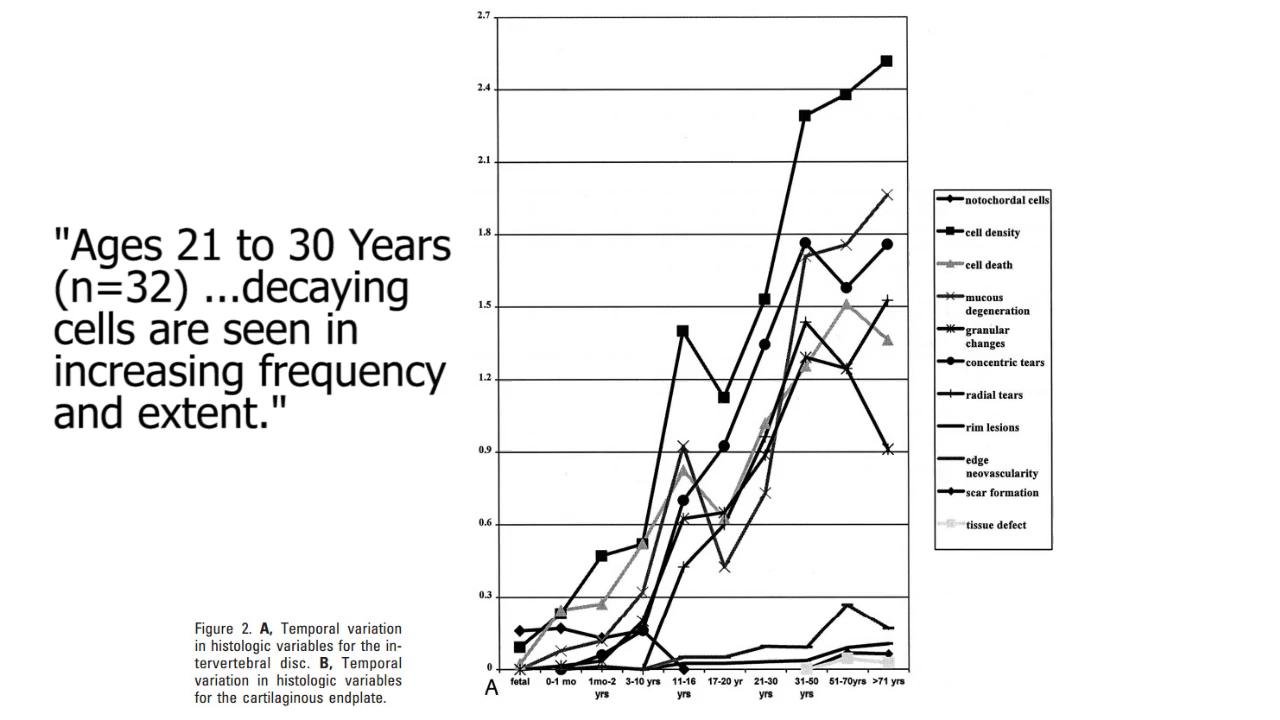 "Ages 21 to 30 Years
(n=32) ...decaying
cells are seen in
increasing frequency
and extent."
Figure 2. A, Temporal variation
in histologic variables for the in-
tervertebral disc. B, Temporal
variation in histologic variables
for the cartilaginous endplate.
2.7
2.4
2.1
1.8
1.5
1.2
0.9
0.6
0.3
0
A
fetal
0-1 mo
1mo-2
yrs
3-10 yrs
11-16
yrs
17-20 yr
21-30
yrs
31-50
yrs
51-70yrs
>71 yrs
notochordal cells
cell density
cell death
mucous
degeneration
granular
changes
concentric tears
radial tears
rim lesions
edge
neovascularity
scar formation
tissue defect